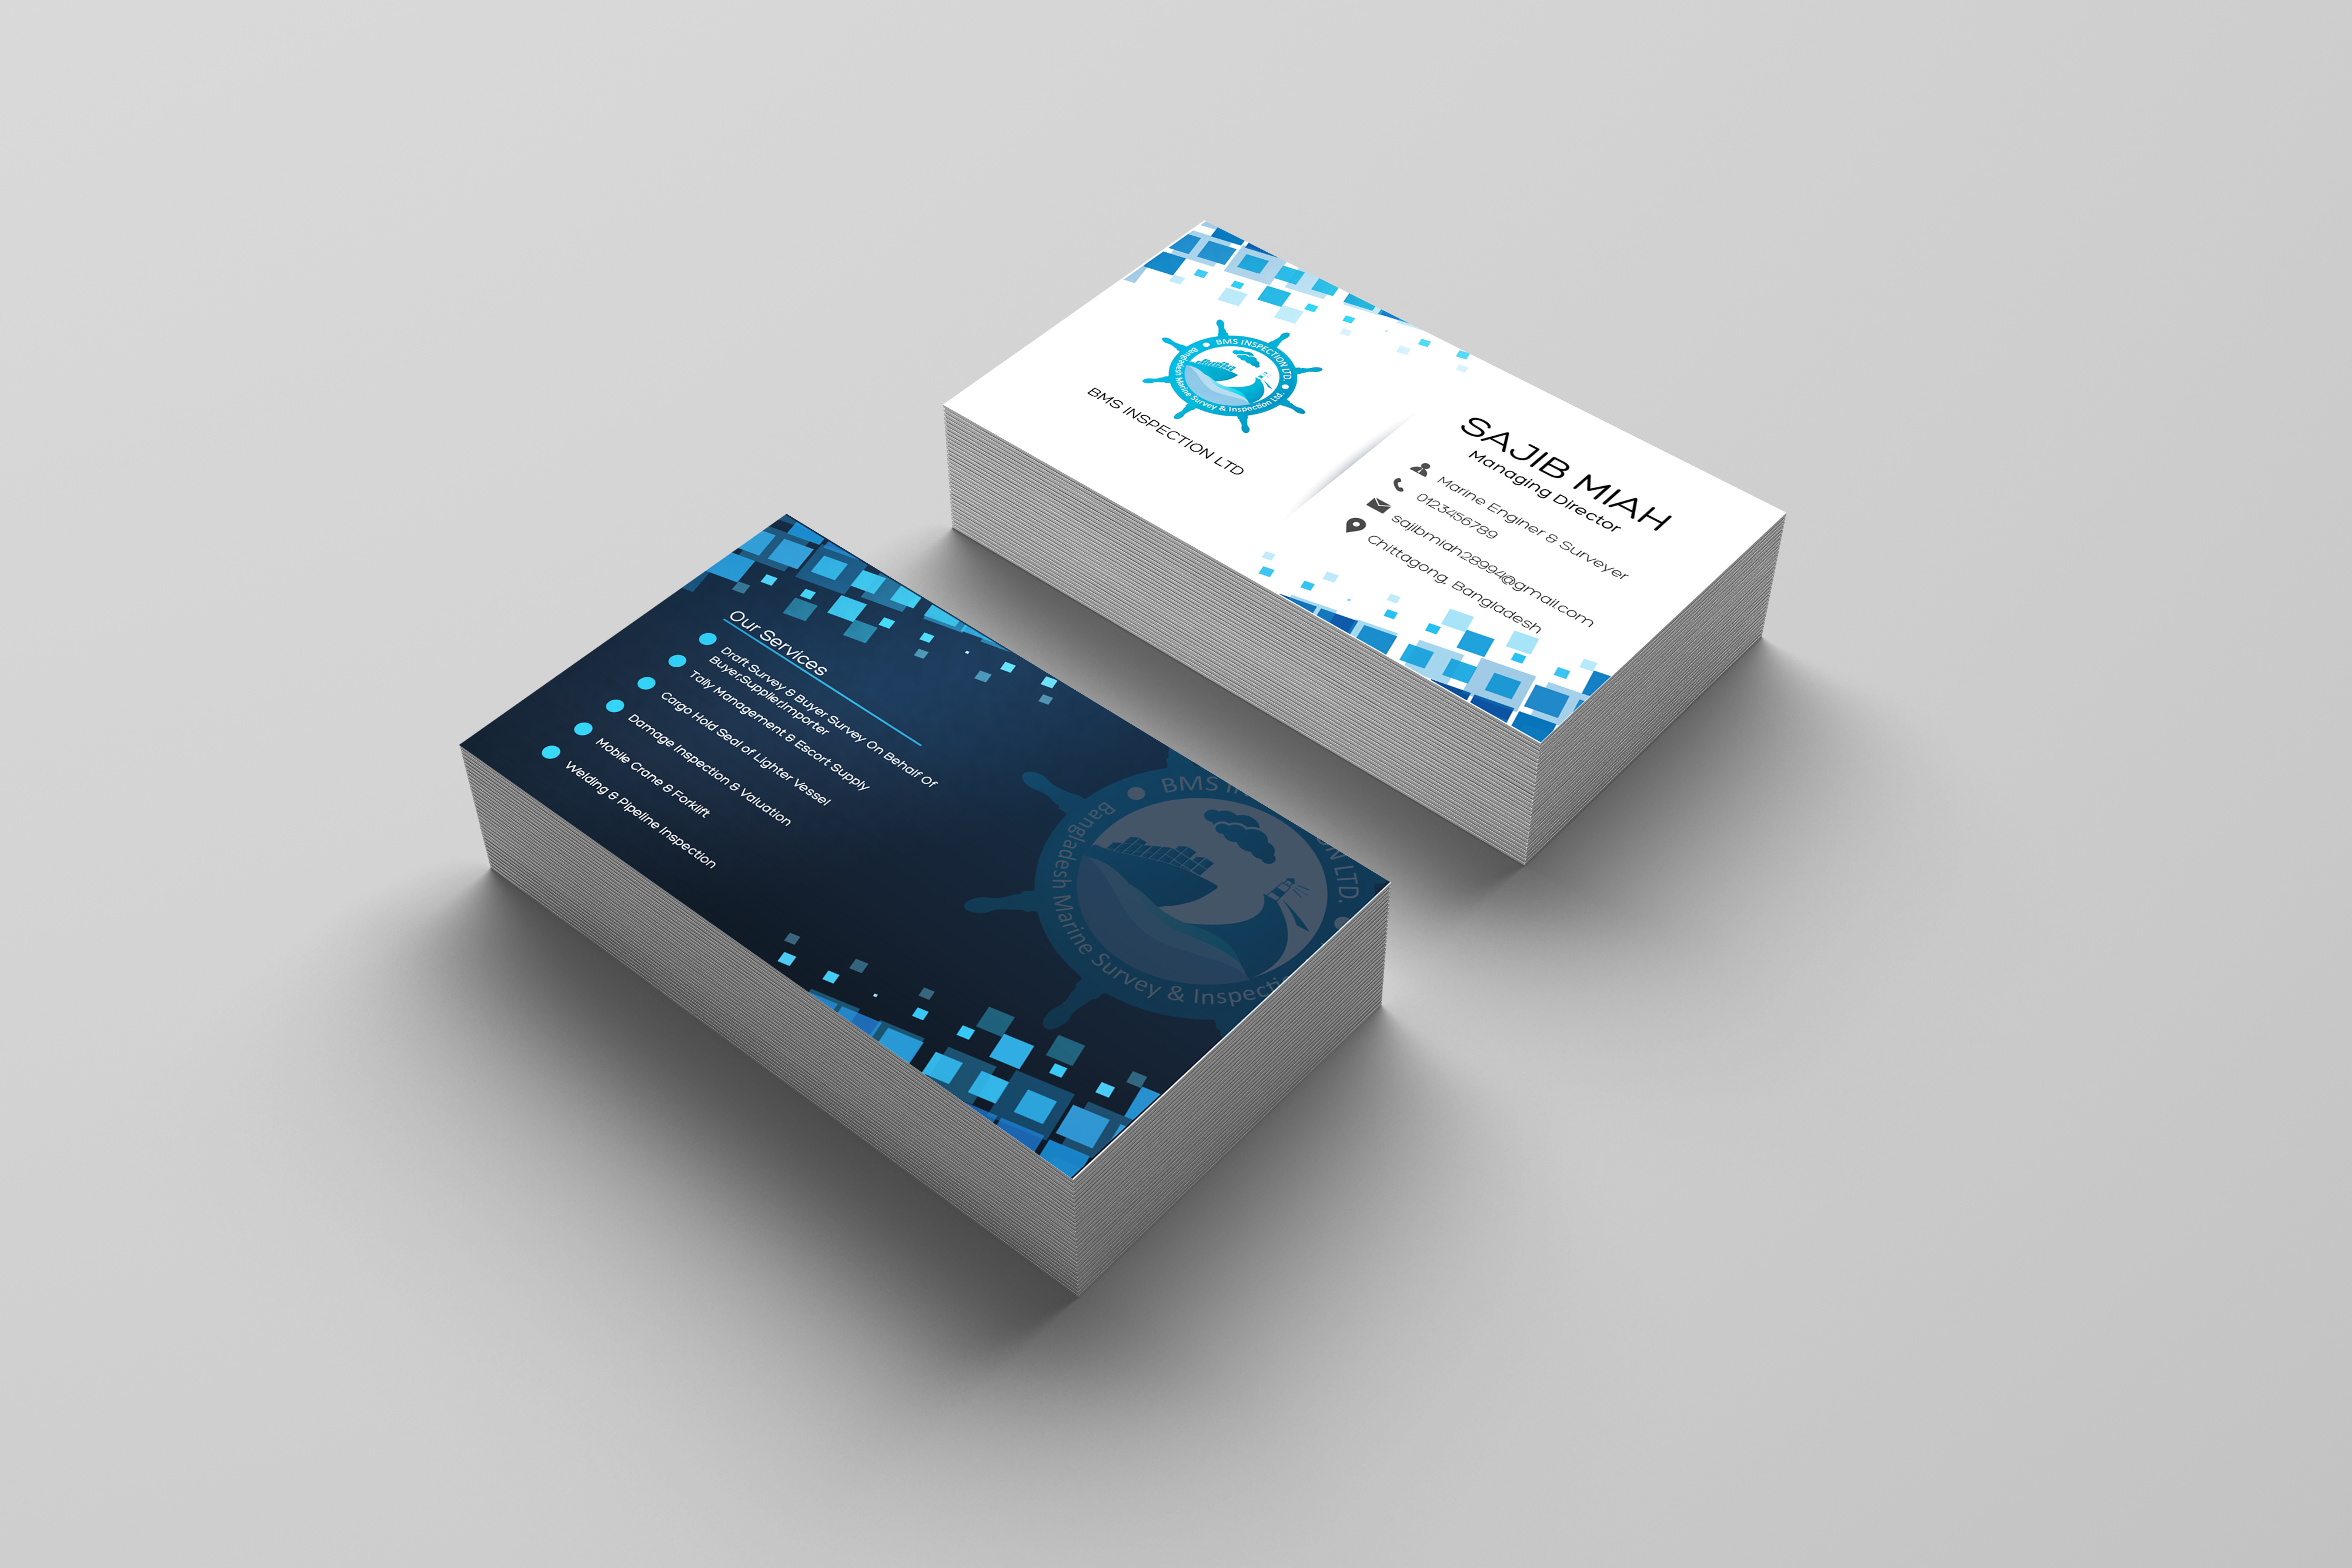 BMS INSPECTION LTD.
Bangladesh Marine Survey & Inspection Ltd.
BMS INSPECTION LTD
SAJIB MIAH
Managing Director
Marine Enginer & Surveyer
0123456789
sajibmiah28994@gmail.com
Chittagong, Bangladesh
Our Services
Draft Survey & Buyer Survey On Behalf Of
Buyer,Supplier,Importer
Tally Management & Escort Supply
Cargo Hold Seal of Lighter Vessel
Damage Inspection & Valuation
Mobile Crane & Forklift
Welding & Pipeline Inspection
BMS
LTD.
Bangladesh Marine Survey &